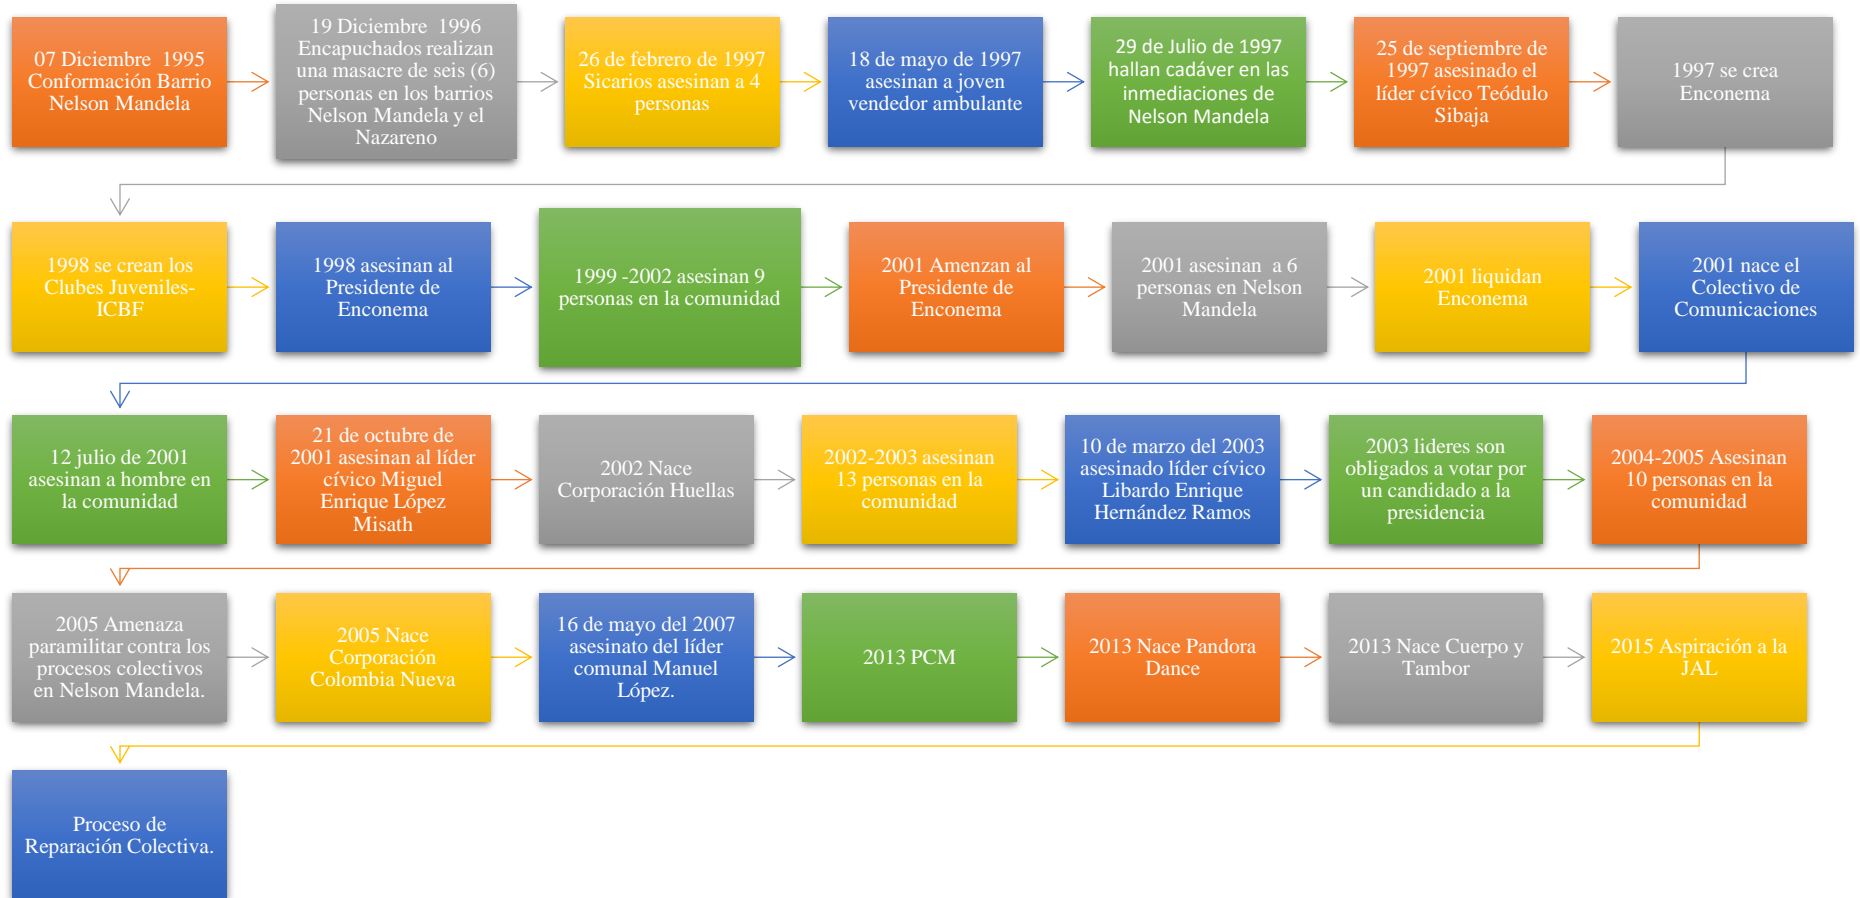 07 Diciembre 1995
Conformación Barrio
Nelson Mandela
19 Diciembre 1996
Encapuchados realizan
una masacre de seis (6)
personas en los barrios
Nelson Mandela y el
Nazareno
26 de febrero de 1997
Sicarios asesinan a 4
personas
18 de mayo de 1997
asesinan a joven
vendedor ambulante
29 de Julio de 1997
hallan cadáver en las
inmediaciones de
Nelson Mandela
25 de septiembre de
1997 asesinado el
líder cívico Teódulo
Sibaja
1997 se crea
Enconema
1998 se crean los
Clubes Juveniles-
ICBF
1998 asesinan al
Presidente de
Enconema
1999 -2002 asesinan 9
personas en la comunidad
2001 Amenzan al
Presidente de
Enconema
2001 asesinan a 6
personas en Nelson
Mandela
2001 liquidan
Enconema
2001 nace el
Colectivo de
Comunicaciones
12 julio de 2001
asesinan a hombre en
la comunidad
21 de octubre de
2001 asesinan al líder
cívico Miguel
Enrique López
Misath
2002 Nace
Corporación Huellas
2002-2003 asesinan
13 personas en la
comunidad
10 de marzo del 2003
asesinado líder cívico
Libardo Enrique
Hernández Ramos
2003 lideres son
obligados a votar por
un candidado a la
presidencia
2004-2005 Asesinan
10 personas en la
comunidad
2005 Amenaza
paramilitar contra los
procesos colectivos
en Nelson Mandela.
2005 Nace
Corporación
Colombia Nueva
16 de mayo del 2007
asesinato del líder
comunal Manuel
López.
2013 PCM
2013 Nace Pandora
Dance
2013 Nace Cuerpo y
Tambor
2015 Aspiración a la
JAL
Proceso de
Reparación Colectiva.